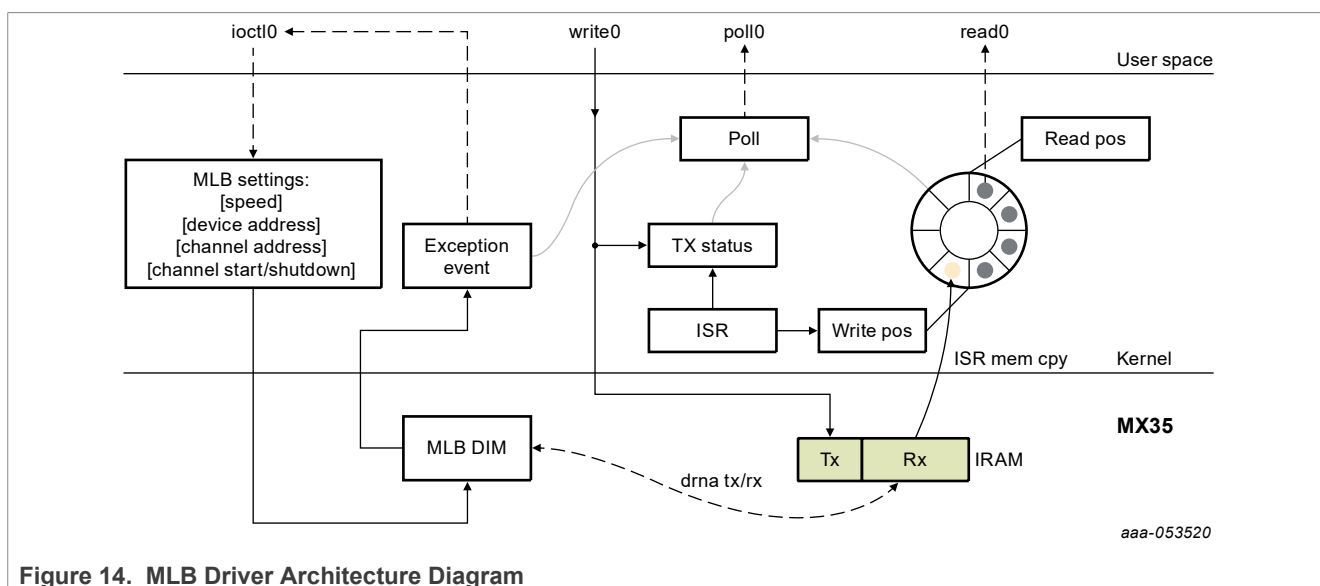 ioctl0
write0
poll0
read0
User space
Poll
Read pos
MLB settings:
[speed]
[device address]
[channel address]
[channel start/shutdown]
Exception
event
TX status
ISR
Write pos
ISR mem cpy
Kernel
MX35
MLB DIM
Tx
Rx
IRAM
drna tx/rx
aaa-053520
Figure 14. MLB Driver Architecture Diagram